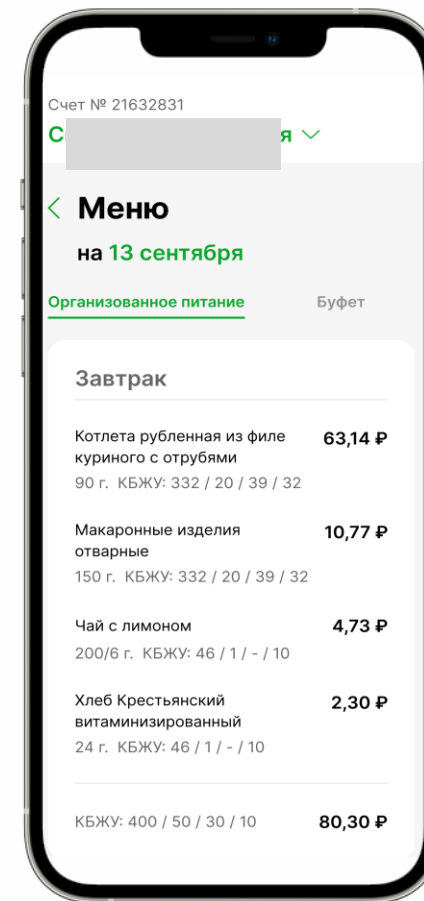 Счет № 21632831
С я
Меню
на 13 сентября
Организованное питание Буфет
Завтрак
Котлета рубленная из филе 63,14 ₽
куриного с отрубями
90 г. КБЖУ: 332 / 20 / 39 / 32
Макаронные изделия 10,77 ₽
отварные
150 г. КБЖУ: 332 / 20 / 39 / 32
Чай с лимоном 4,73 ₽
200/6 г. КБЖУ: 46 / 1 / - / 10
Хлеб Крестьянский 2,30 ₽
витаминизированный
24 г. КБЖУ: 46 / 1 / - / 10
КБЖУ: 400 / 50 / 30 / 10 80,30 ₽